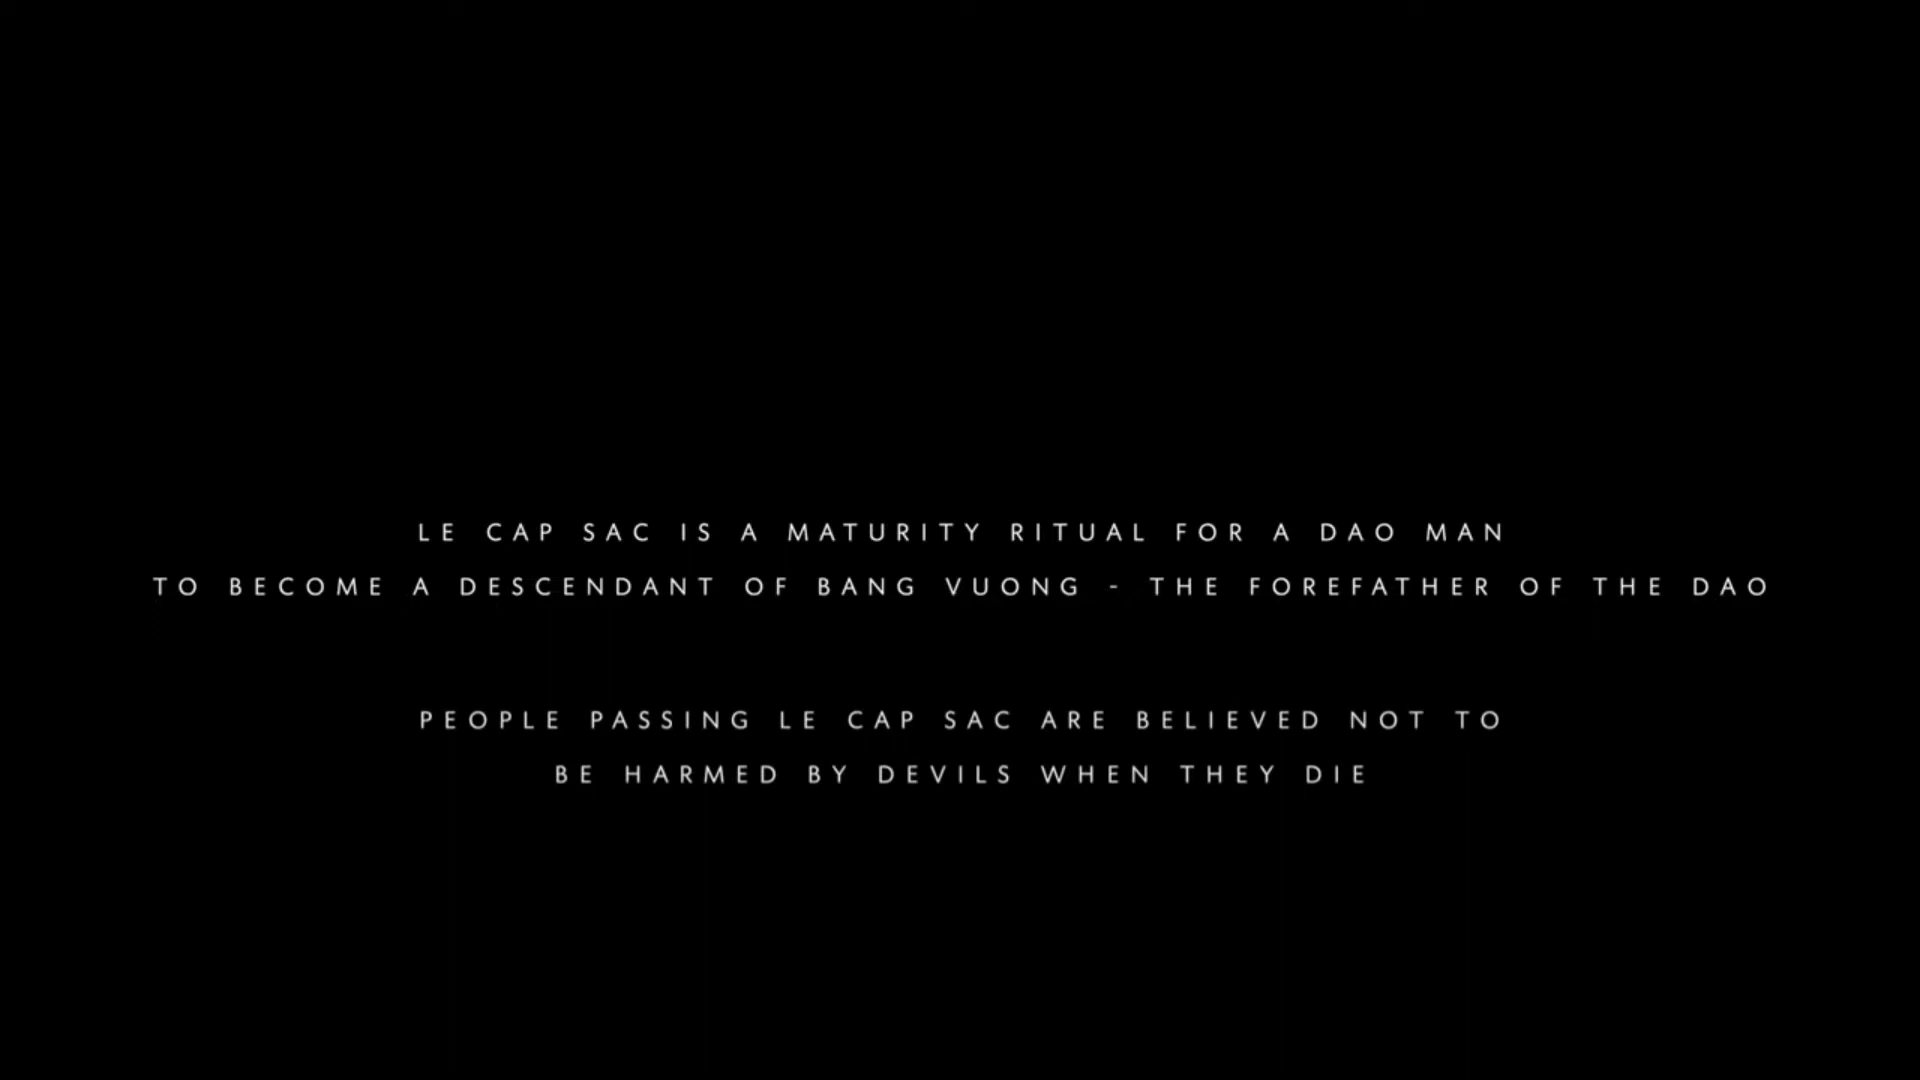 LE CAP SAC IS A MATURITY RITUAL FOR A DAO MAN
TO BECOME A DESCENDANT OF BANG VUONG - THE FOREFATHER OF THE DAO
PEOPLE PASSING LE CAP SAC ARE BELIEVED NOT TO
BE HARMED BY DEVILS WHEN THEY DIE